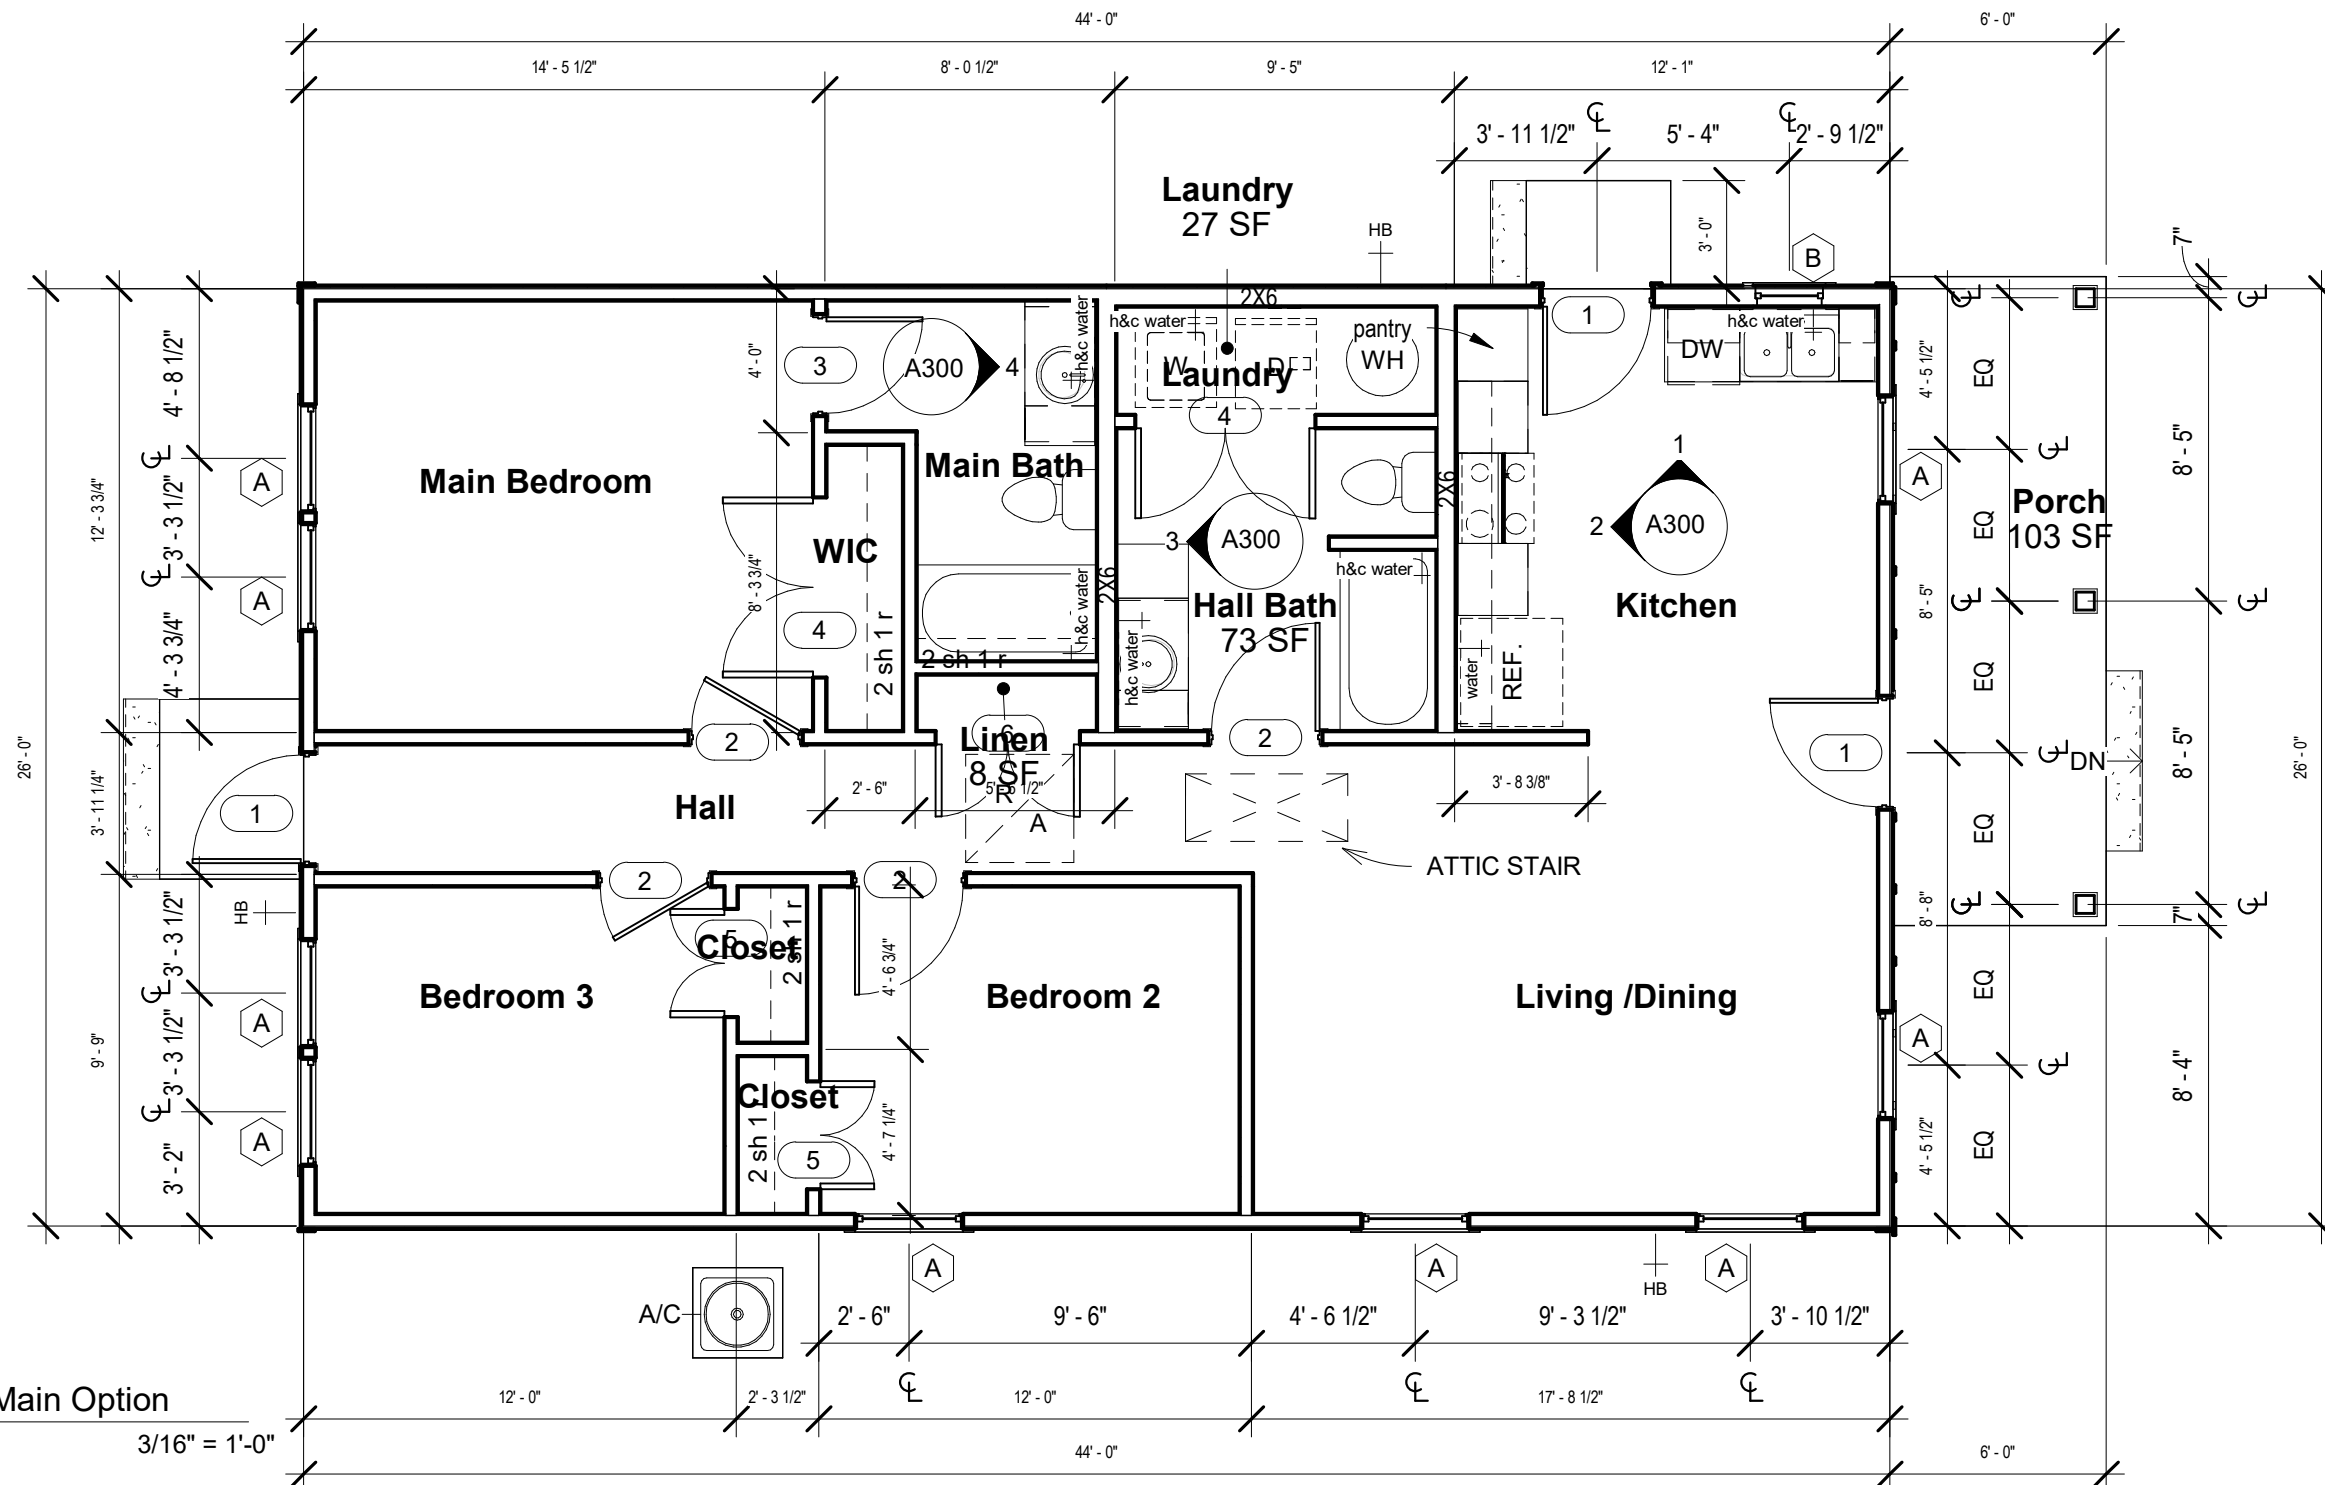 44' - 0"
6' - 0"
14' - 5 1/2"
8' - 0 1/2"
9' - 5"
12' - 1"
3' - 11 1/2"
5' - 4"
2' - 9 1/2"
Laundry
27 SF
HB
3' - 0"
7"
B
2X6
h&c water
h&c water
1
h&c water
pantry
WH
W
D
Laundry
DW
3
A300
4
4' - 0"
4' - 8 1/2"
4' - 5 1/2"
EQ
8' - 5"
4
1
Main Bath
Main Bedroom
A
A
2X6
Porch
103 SF
12' - 3 3/4"
3' - 3 1/2"
3
A300
2
A300
EQ
WIC
8' - 3 3/4"
h&c water
2X6
h&c water
A
Hall Bath
73 SF
Kitchen
8' - 5"
4
4' - 3 3/4"
2 sh 1 r
2 sh 1 r
h&c water
water
REF.
EQ
26' - 0"
2
6
Linen
8 SF
2
1
DN
8' - 5"
26' - 0"
3' - 11 1/4"
1
Hall
2' - 6"
5' - 6 1/2"
R
A
3' - 8 3/8"
EQ
ATTIC STAIR
2
2
HB
3' - 3 1/2"
5
Closet
2 sh 1 r
4' - 6 3/4"
8' - 8"
7"
Bedroom 3
Bedroom 2
Living /Dining
EQ
A
A
9' - 9"
3' - 3 1/2"
Closet
2 sh 1
4' - 7 1/4"
8' - 4"
A
3' - 2"
5
4' - 5 1/2"
EQ
A
A
A
HB
A/C
2' - 6"
9' - 6"
4' - 6 1/2"
9' - 3 1/2"
3' - 10 1/2"
Main Option
3/16" = 1'-0"
12' - 0"
2' - 3 1/2"
12' - 0"
17' - 8 1/2"
44' - 0"
6' - 0"